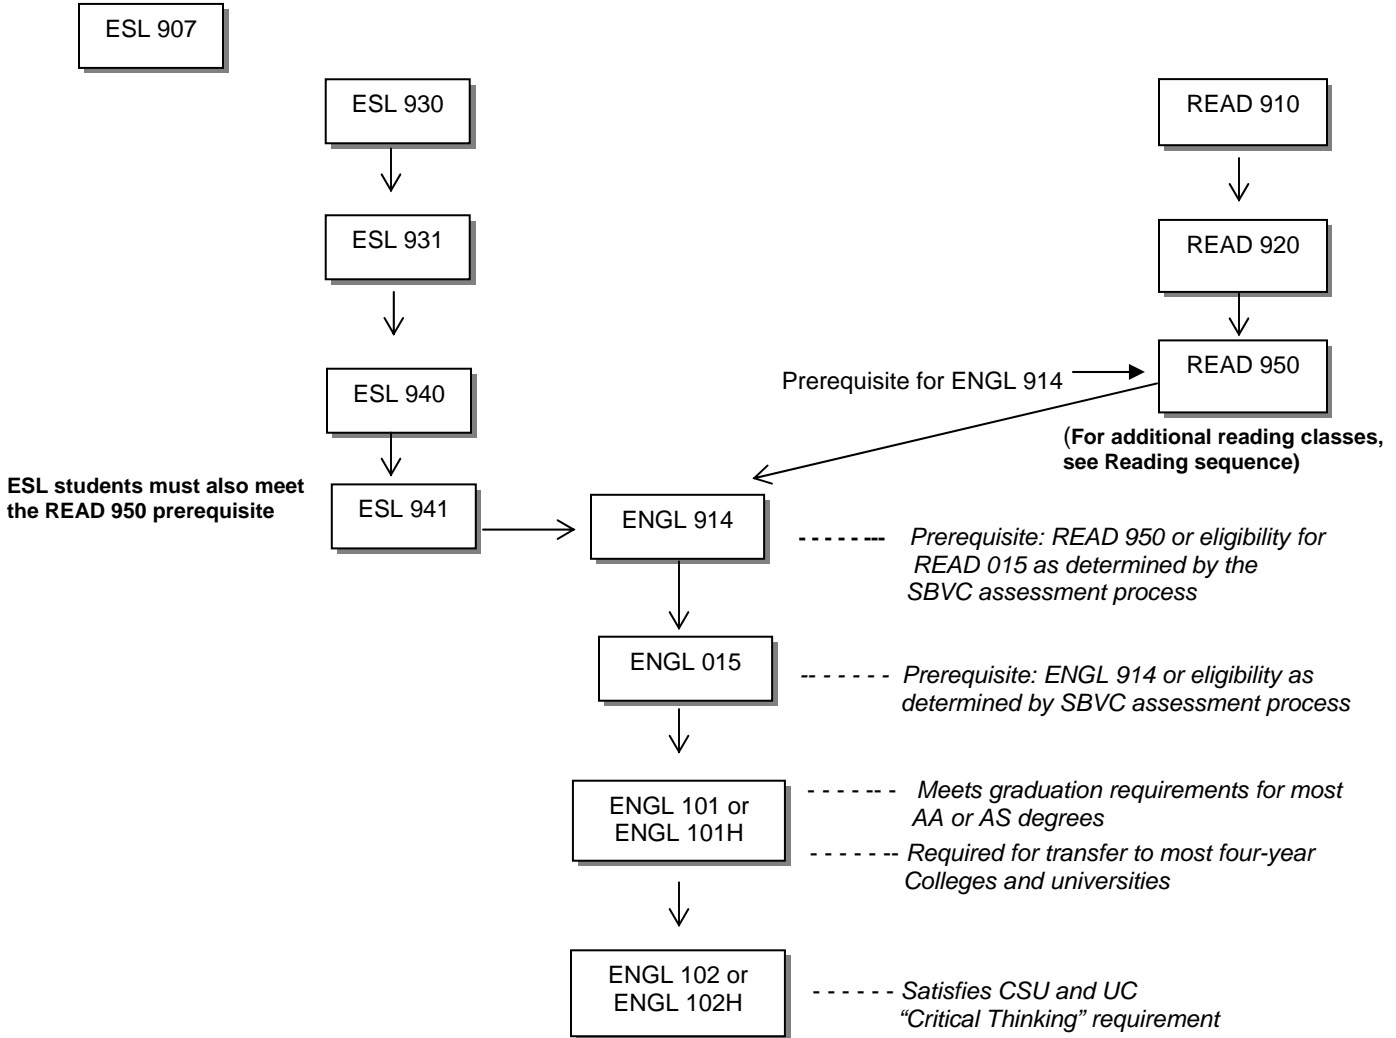 ESL 907
ESL 930
READ 910
ESL 931
READ 920
READ 950
Prerequisite for ENGL 914
ESL 940
(For additional reading classes,
see Reading sequence)
ESL students must also meet
the READ 950 prerequisite
ESL 941
ENGL 914
Prerequisite: READ 950 or eligibility for
READ 015 as determined by the
SBVC assessment process
ENGL 015
Prerequisite: ENGL 914 or eligibility as
determined by SBVC assessment process
ENGL 101 or
ENGL 101H
Meets graduation requirements for most
AA or AS degrees
Required for transfer to most four-year
Colleges and universities
ENGL 102 or
ENGL 102H
Satisfies CSU and UC
“Critical Thinking” requirement